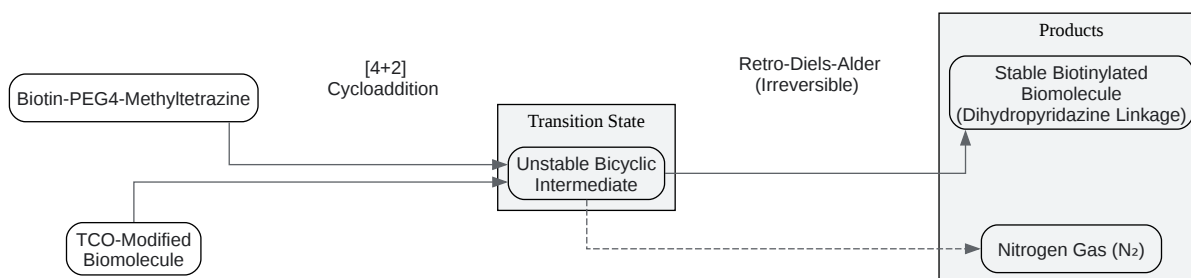 Biotin-PEG4-Methyltetrazine
TCO-Modified
Biomolecule
[4+2]
Cycloaddition
Transition State
Unstable Bicyclic
Intermediate
Retro-Diels-Alder
(Irreversible)
Products
Stable Biotinylated
Biomolecule
(Dihydropyridazine Linkage)
Nitrogen Gas (N₂)